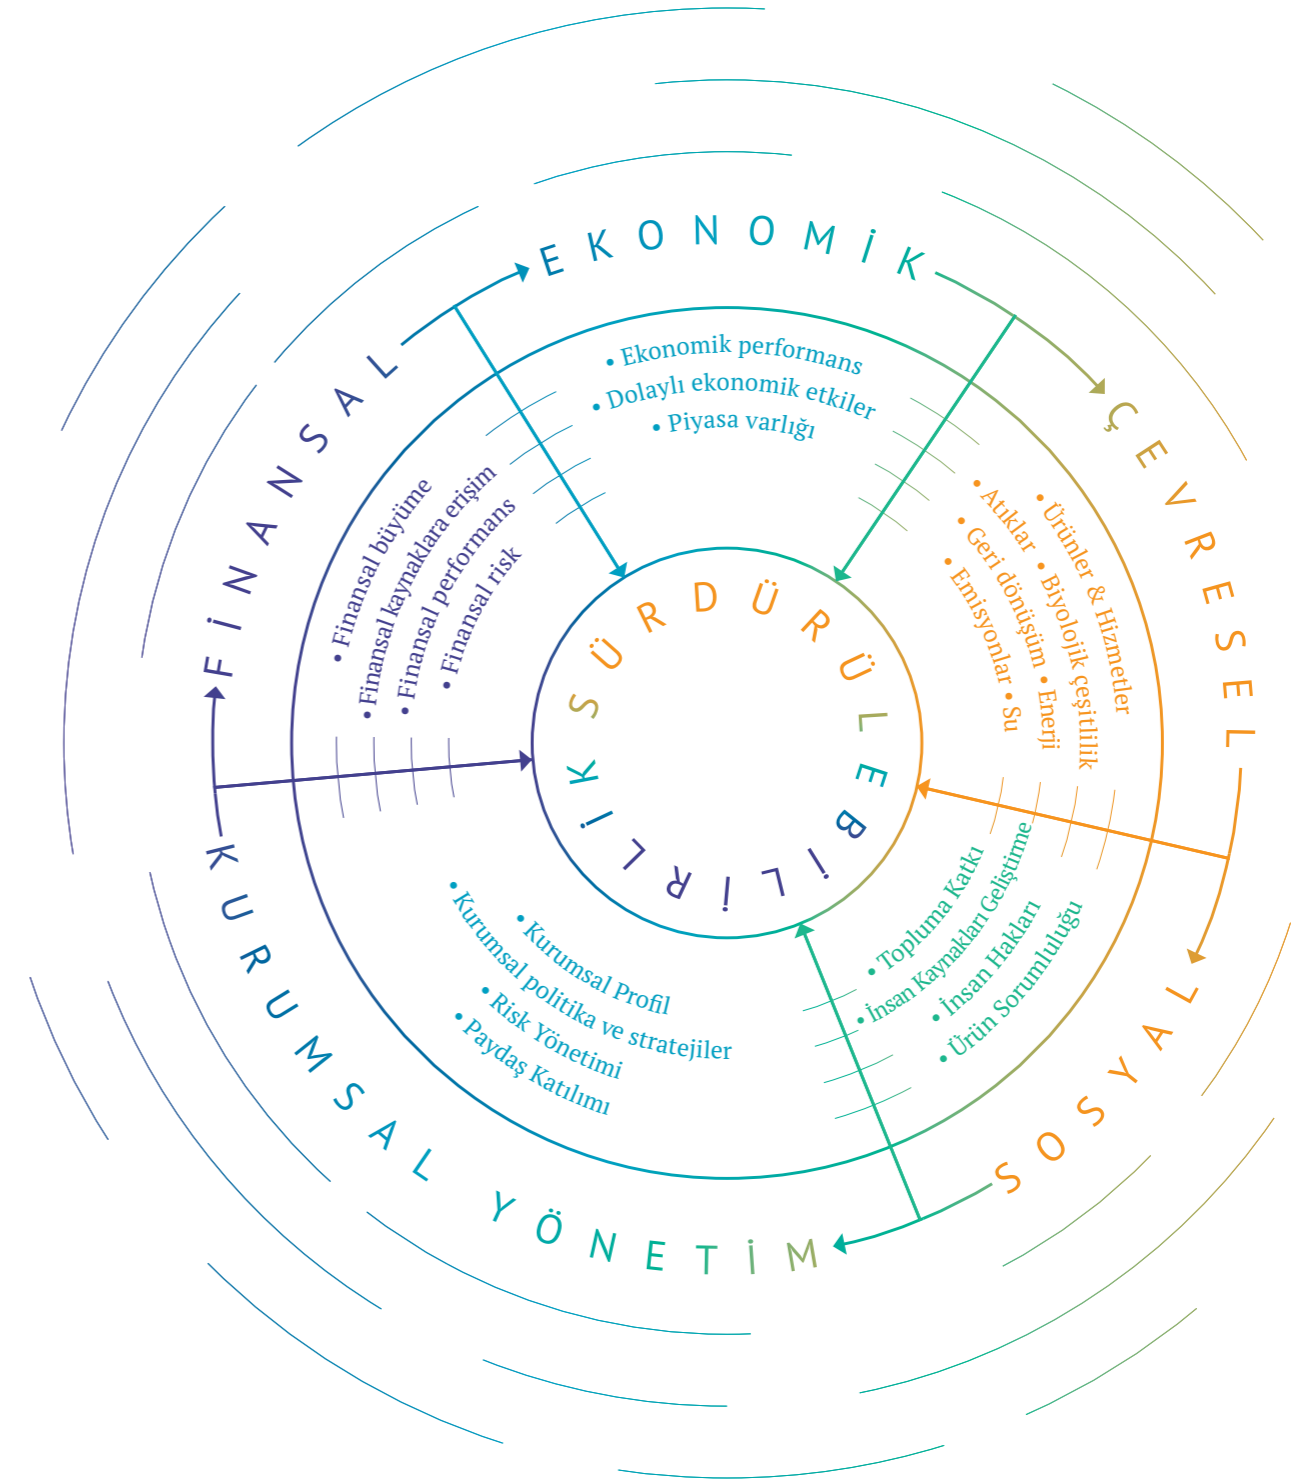 EKONOMİK
• Ekonomik performans
• Dolaylı ekonomik etkiler
• Piyasa varlığı
ÇEVRESEL
• Ürünler & Hizmetler
• Atıklar • Biyolojik çeşitlilik
• Geri dönüşüm • Enerji
• Emisyonlar • Su
SOSYAL
• Topluma Katkı
• İnsan Kaynakları Geliştirme
• İnsan Hakları
• Ürün Sorumluluğu
KURUMSAL YÖNETİM
• Kurumsal Profil
• Kurumsal politika ve stratejiler
• Risk Yönetimi
• Paydaş Katılımı
FİNANSAL
• Finansal büyüme
• Finansal kaynaklara erişim
• Finansal performans
• Finansal risk
SÜRDÜRÜLEBİLİRLİK